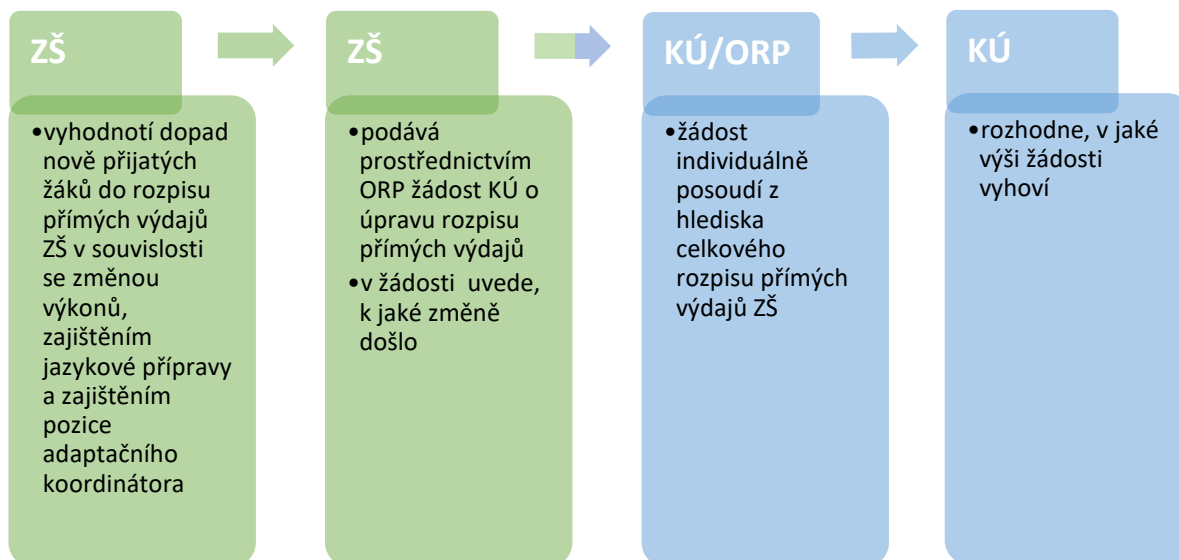 ZŠ
•vyhodnotí dopad
nově přijatých
žáků do rozpisu
přímých výdajů
ZŠ v souvislosti
se změnou
výkonů,
zajištěním
jazykové přípravy
a zajištěním
pozice
adaptačního
koordinátora
ZŠ
•podává
prostřednictvím
ORP žádost KÚ o
úpravu rozpisu
přímých výdajů
•v žádosti uvede,
k jaké změně
došlo
KÚ/ORP
•žádost
individuálně
posoudí z
hlediska
celkového
rozpisu přímých
výdajů ZŠ
KÚ
•rozhodne, v jaké
výši žádosti
vyhoví